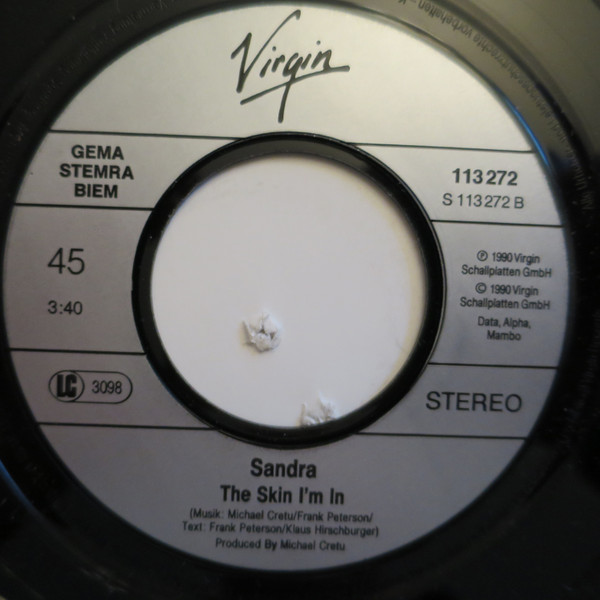 Virgin
GEMA
STEMRA
BIEM
113 272
S 113 272 B
45
3:40
℗ 1990 Virgin
Schallplatten GmbH
© 1990 Virgin
Schallplatten GmbH
Data, Alpha,
Mambo
LC 3098
STEREO
Sandra
The Skin I'm In
(Musik: Michael Cretu/Frank Peterson/
Text: Frank Peterson/Klaus Hirschburger)
Produced By Michael Cretu